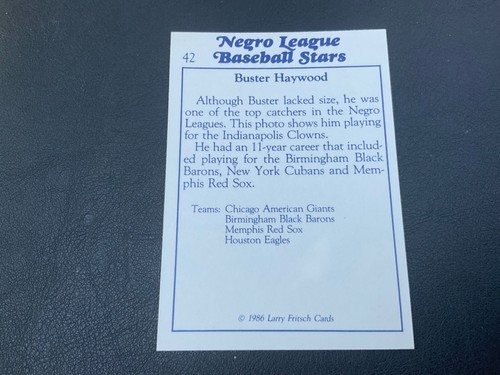 Negro League
42 Baseball Stars
Buster Haywood
Although Buster lacked size, he was
one of the top catchers in the Negro
Leagues. This photo shows him playing
for the Indianapolis Clowns.
He had an 11-year career that includ-
ed playing for the Birmingham Black
Barons, New York Cubans and Mem-
phis Red Sox.
Teams: Chicago American Giants
Birmingham Black Barons
Memphis Red Sox
Houston Eagles
© 1986 Larry Fritsch Cards